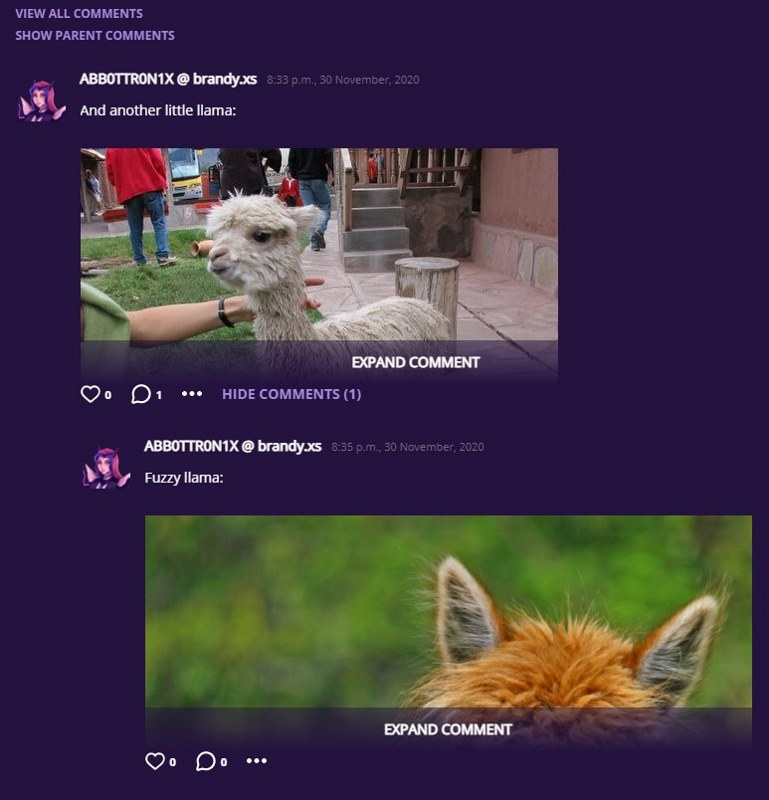 VIEW ALL COMMENTS
SHOW PARENT COMMENTS
ABB0TTR0N1X @ brandy.xs 8:33 p.m., 30 November, 2020
And another little llama:
EXPAND COMMENT
0 1 ••• HIDE COMMENTS (1)
ABB0TTR0N1X @ brandy.xs 8:35 p.m., 30 November, 2020
Fuzzy llama:
EXPAND COMMENT
0 0 •••